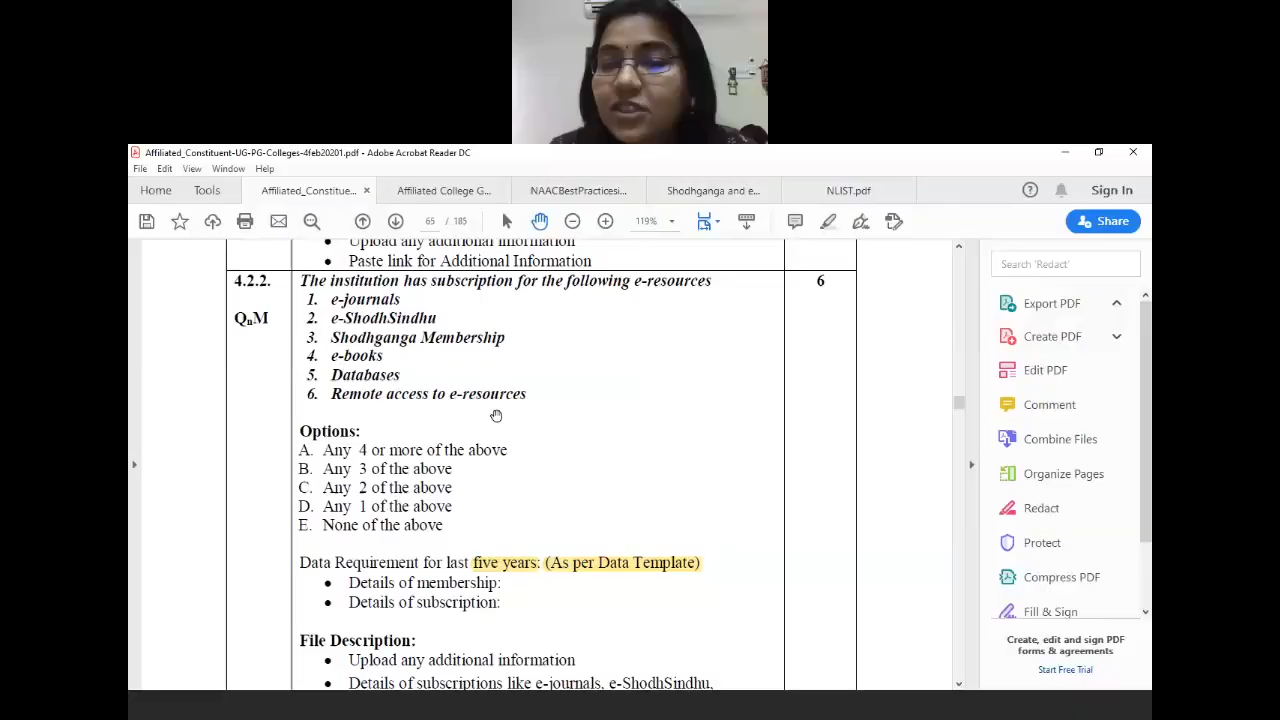 Affiliated_Constituent-UG-PG-Colleges-4feb20201.pdf - Adobe Acrobat Reader DC
File Edit View Window Help
Home Tools Affiliated_Constitue... × Affiliated College G... NAACBestPracticesi... Shodhganga and e... NLIST.pdf Sign In
65 / 185 119% Share
Upload any additional information
• Paste link for Additional Information
4.2.2. The institution has subscription for the following e-resources 6
1. e-journals
QnM 2. e-ShodhSindhu
3. Shodhganga Membership
4. e-books
5. Databases
6. Remote access to e-resources
Options:
A. Any 4 or more of the above
B. Any 3 of the above
C. Any 2 of the above
D. Any 1 of the above
E. None of the above
Data Requirement for last five years: (As per Data Template)
• Details of membership:
• Details of subscription:
File Description:
• Upload any additional information
• Details of subscriptions like e-journals, e-ShodhSindhu,
Search 'Redact'
Export PDF
Create PDF
Edit PDF
Comment
Combine Files
Organize Pages
Redact
Protect
Compress PDF
Fill & Sign
Create, edit and sign PDF
forms & agreements
Start Free Trial